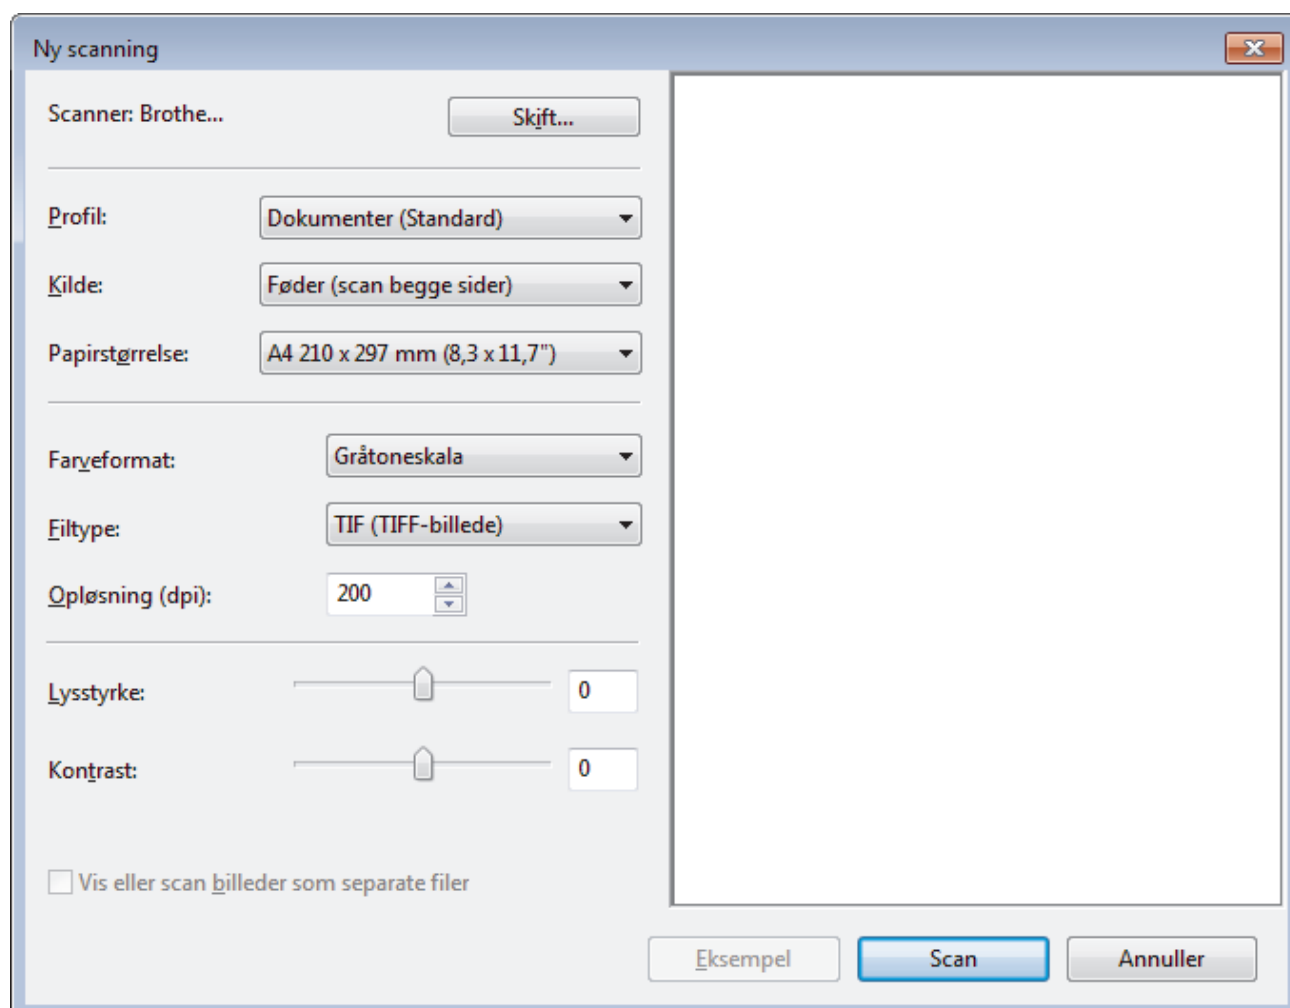 Ny scanning
Scanner: Brothe...
Skift...
Profil:
Dokumenter (Standard)
Kilde:
Føder (scan begge sider)
Papirstørrelse:
A4 210 x 297 mm (8,3 x 11,7")
Farveformat:
Gråtoneskala
Filtype:
TIF (TIFF-billede)
Opløsning (dpi):
200
Lysstyrke:
0
Kontrast:
0
Vis eller scan billeder som separate filer
Eksempel
Scan
Annuller